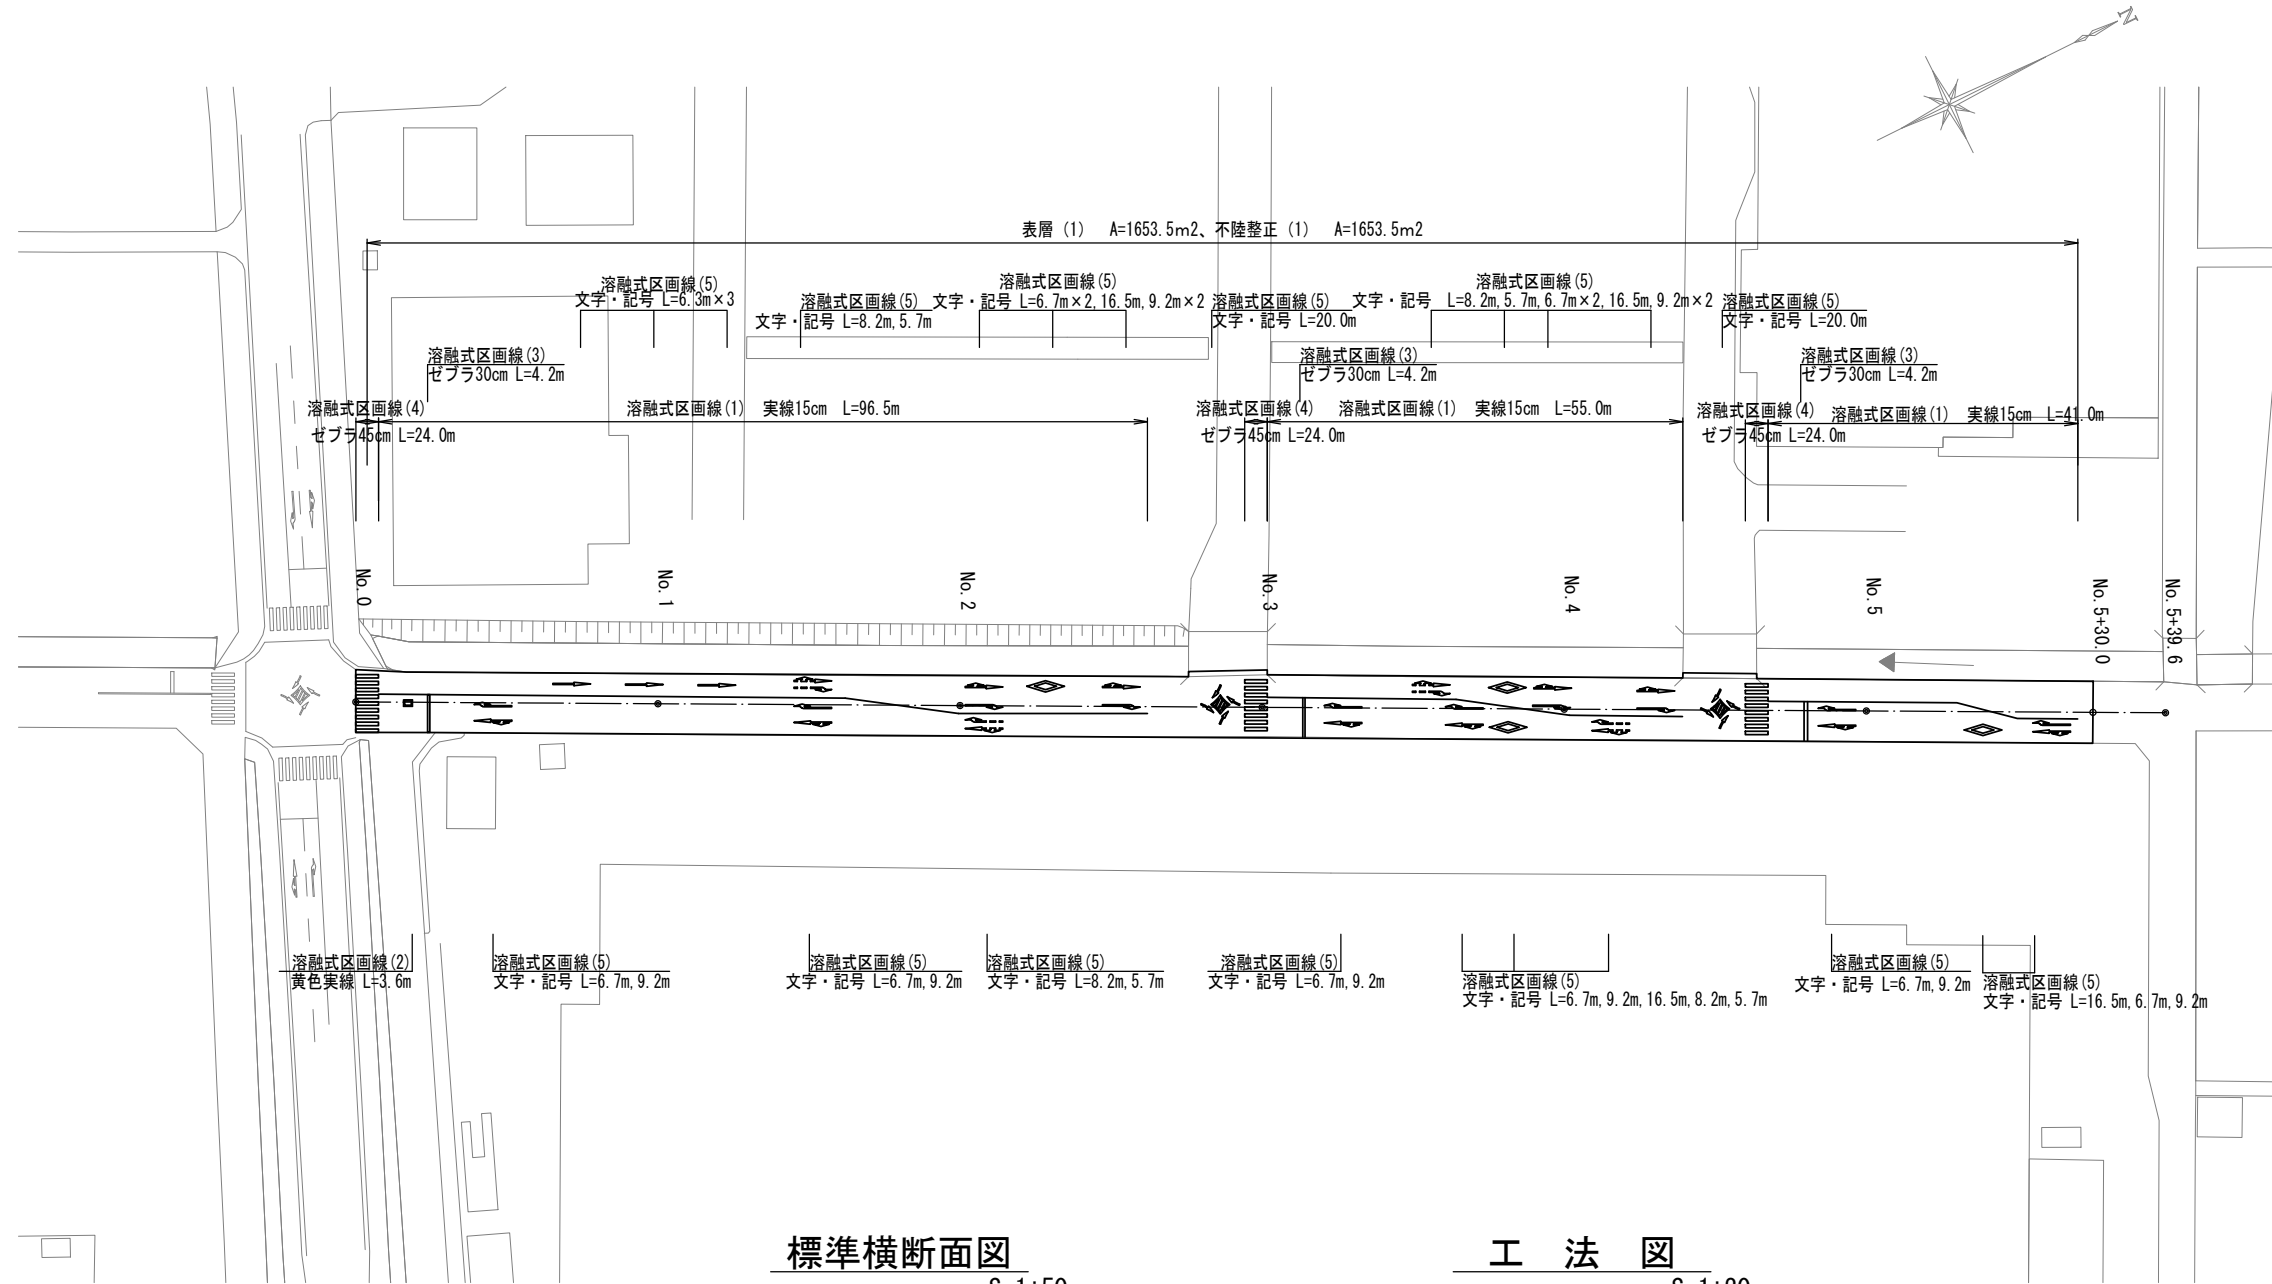 N
表層（1）　A=1653.5m2、不陸整正（1）　A=1653.5m2
溶融式区画線(5)
文字・記号 L=6.3m×3
溶融式区画線(5)
文字・記号 L=8.2m,5.7m
溶融式区画線(5)
文字・記号 L=6.7m×2,16.5m,9.2m×2
溶融式区画線(5)
文字・記号 L=20.0m
溶融式区画線(5)
文字・記号　L=8.2m,5.7m,6.7m×2,16.5m,9.2m×2
溶融式区画線(5)
文字・記号 L=20.0m
溶融式区画線(3)
ゼブラ30cm L=4.2m
溶融式区画線(3)
ゼブラ30cm L=4.2m
溶融式区画線(3)
ゼブラ30cm L=4.2m
溶融式区画線(4)
ゼブラ45cm L=24.0m
溶融式区画線(1)　実線15cm　L=96.5m
溶融式区画線(4)
ゼブラ45cm L=24.0m
溶融式区画線(1)　実線15cm　L=55.0m
溶融式区画線(4)
ゼブラ45cm L=24.0m
溶融式区画線(1)　実線15cm　L=41.0m
No.0
No.1
No.2
No.3
No.4
No.5
No.5+30.0
No.5+39.6
溶融式区画線(2)
黄色実線 L=3.6m
溶融式区画線(5)
文字・記号 L=6.7m,9.2m
溶融式区画線(5)
文字・記号 L=6.7m,9.2m
溶融式区画線(5)
文字・記号 L=8.2m,5.7m
溶融式区画線(5)
文字・記号 L=6.7m,9.2m
溶融式区画線(5)
文字・記号 L=6.7m,9.2m,16.5m,8.2m,5.7m
溶融式区画線(5)
文字・記号 L=6.7m,9.2m
溶融式区画線(5)
文字・記号 L=16.5m,6.7m,9.2m
標準横断面図
S=1:50
工　法　図